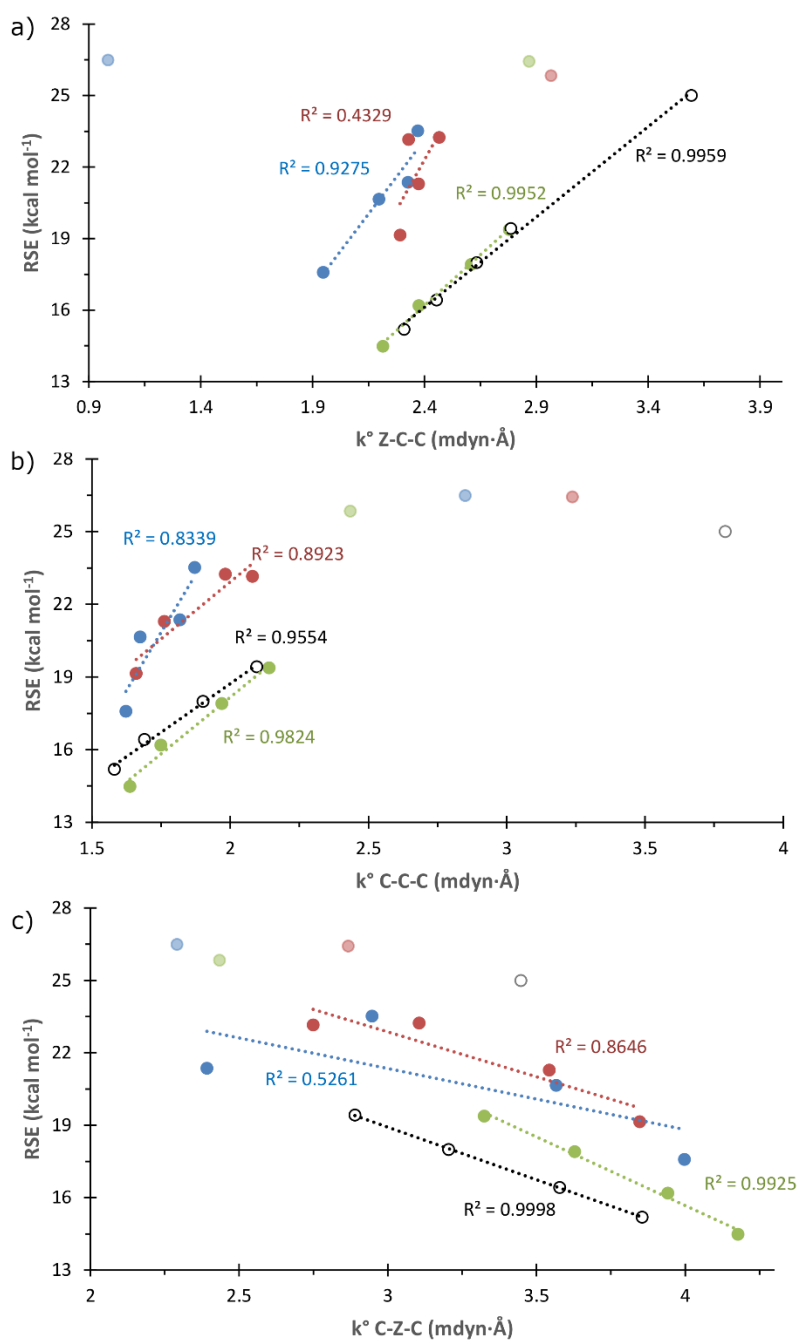 a)
28
25
22
19
16
13
RSE (kcal mol⁻¹)
R² = 0.4329
R² = 0.9275
R² = 0.9959
R² = 0.9952
0.9 1.4 1.9 2.4 2.9 3.4 3.9
k° Z-C-C (mdyn·Å)
b)
28
25
22
19
16
13
RSE (kcal mol⁻¹)
R² = 0.8339
R² = 0.8923
R² = 0.9554
R² = 0.9824
1.5 2 2.5 3 3.5 4
k° C-C-C (mdyn·Å)
c)
28
25
22
19
16
13
RSE (kcal mol⁻¹)
R² = 0.8646
R² = 0.5261
R² = 0.9925
R² = 0.9998
2 2.5 3 3.5 4
k° C-Z-C (mdyn·Å)